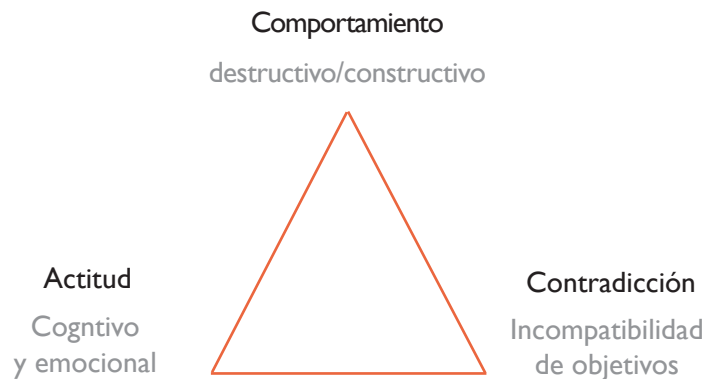 Comportamiento
destructivo/constructivo
Actitud
Cogntivo
y emocional
Contradicción
Incompatibilidad
de objetivos